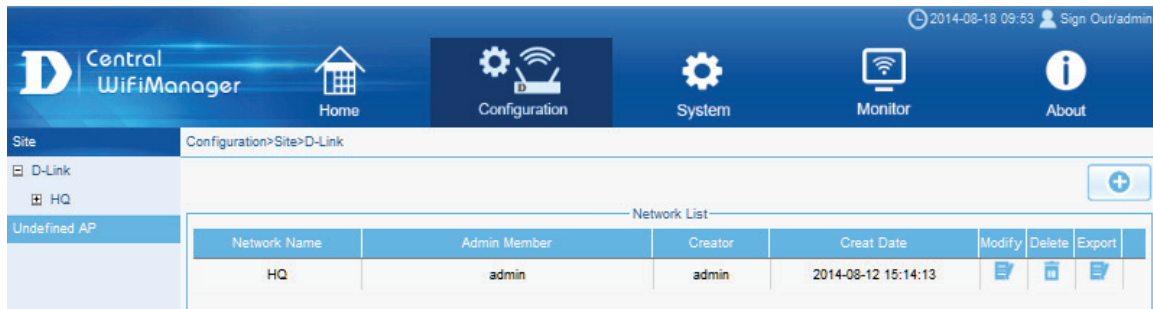 2014-08-18 09:53 Sign Out/admin
D Central
WiFiManager
Home Configuration System Monitor About
Site Configuration>Site>D-Link
D-Link
HQ
Undefined AP
Network List
Network Name Admin Member Creator Creat Date Modify Delete Export
HQ admin admin 2014-08-12 15:14:13